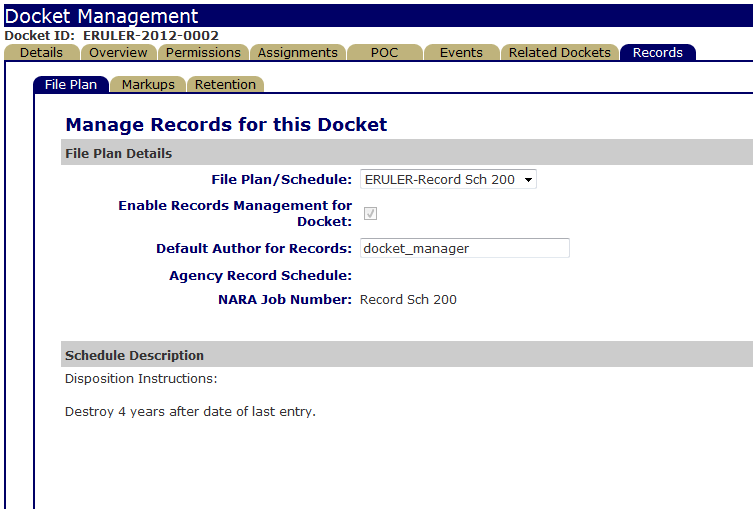 Docket Management
Docket ID: ERULER-2012-0002
Details Overview Permissions Assignments POC Events Related Dockets Records
File Plan Markups Retention
Manage Records for this Docket
File Plan Details
File Plan/Schedule: ERULER-Record Sch 200
Enable Records Management for
Docket:
Default Author for Records: docket_manager
Agency Record Schedule:
NARA Job Number: Record Sch 200
Schedule Description
Disposition Instructions:
Destroy 4 years after date of last entry.